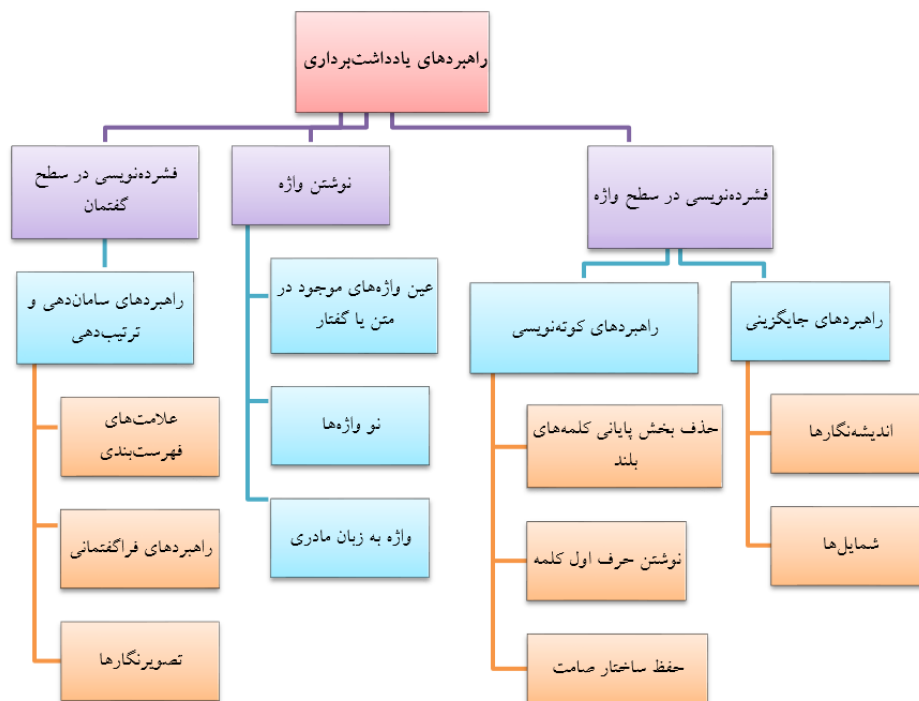 راهبردهای یادداشت‌برداری
فشرده‌نویسی در سطح واژه
نوشتن واژه
فشرده‌نویسی در سطح
گفتمان
راهبردهای جایگزینی
اندیشه‌نگارها
شمایل‌ها
راهبردهای کوته‌نویسی
حذف بخش پایانی کلمه‌های
بلند
نوشتن حرف اول کلمه
حفظ ساختار صامت
عین واژه‌های موجود در
متن یا گفتار
نو واژه‌ها
واژه به زبان مادری
راهبردهای سامان‌دهی و
ترتیب‌دهی
علامت‌های
فهرست‌بندی
راهبردهای فراگفتمانی
تصویرنگارها